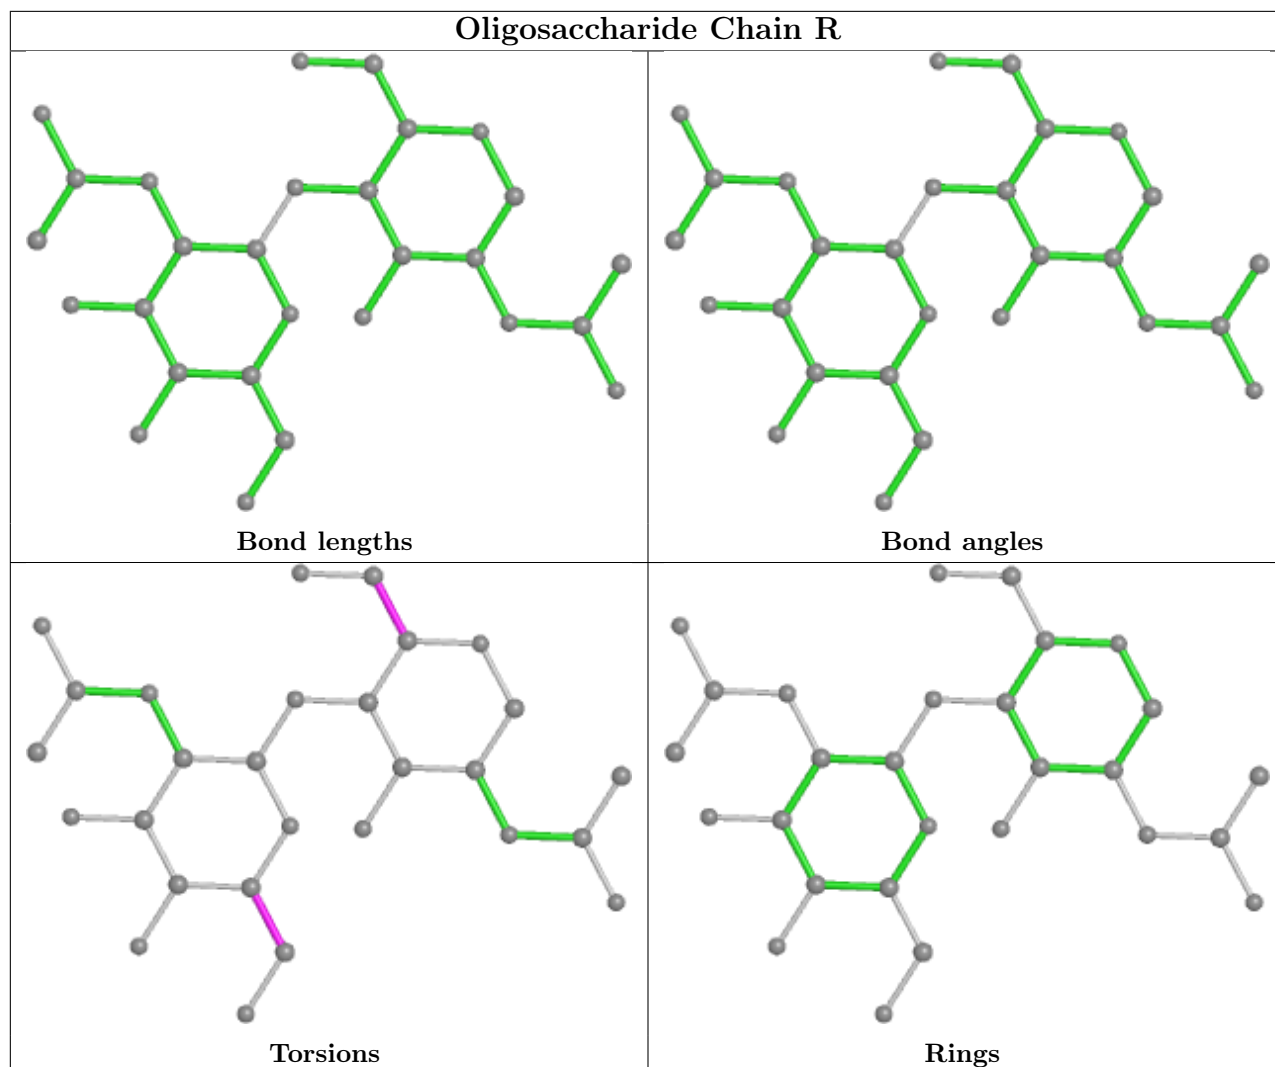 Oligosaccharide Chain R
Bond lengths
Bond angles
Torsions
Rings